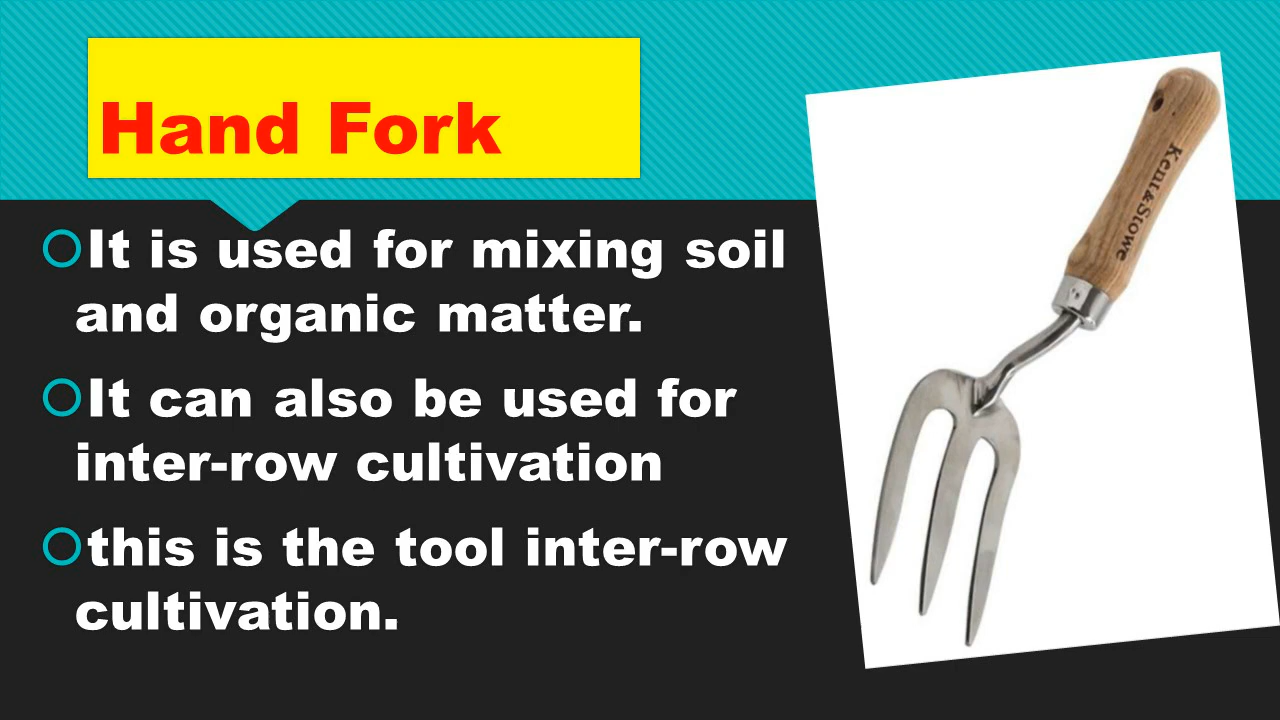 Hand Fork
It is used for mixing soil
and organic matter.
It can also be used for
inter-row cultivation
this is the tool inter-row
cultivation.
Kent&Stowe